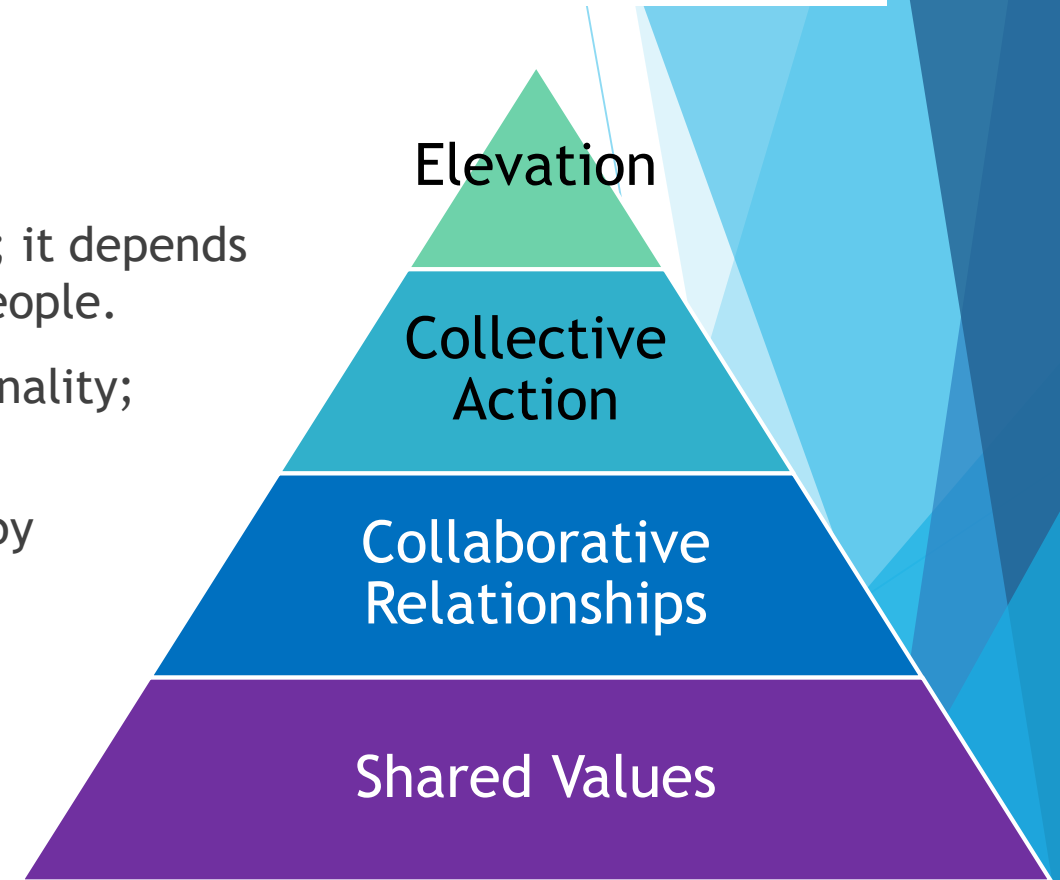 Elevation
; it depends
eople.
Collective
Action
nality;
by
Collaborative
Relationships
Shared Values